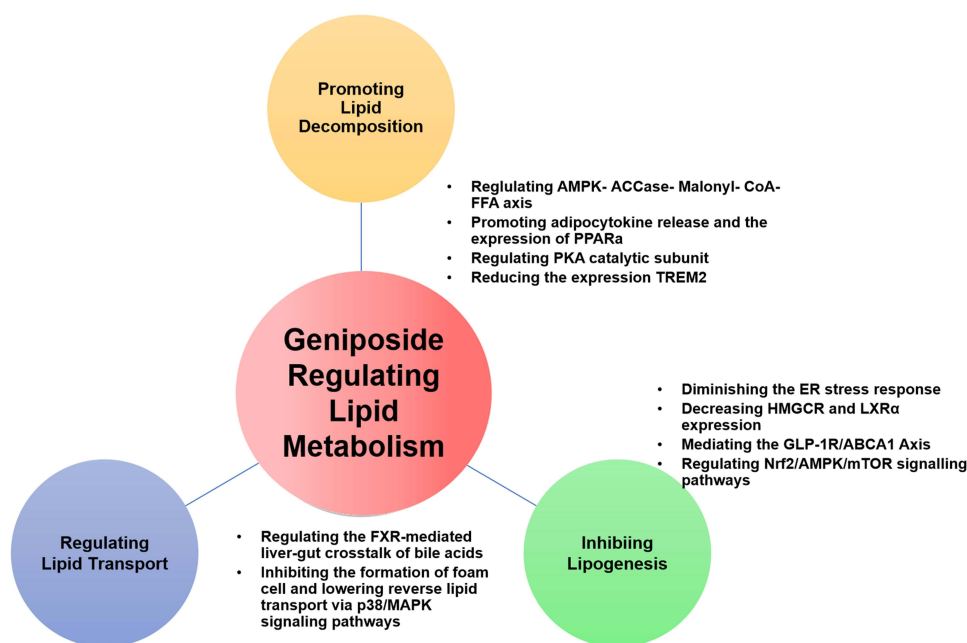 Promoting
Lipid
Decomposition
• Reglulating AMPK- ACCase- Malonyl- CoA-
FFA axis
• Promoting adipocytokine release and the
expression of PPARa
• Regulating PKA catalytic subunit
• Reducing the expression TREM2
Geniposide
Regulating
Lipid
Metabolism
• Diminishing the ER stress response
• Decreasing HMGCR and LXRα
expression
• Mediating the GLP-1R/ABCA1 Axis
• Regulating Nrf2/AMPK/mTOR signalling
pathways
Regulating
Lipid Transport
• Regulating the FXR-mediated
liver-gut crosstalk of bile acids
• Inhibiting the formation of foam
cell and lowering reverse lipid
transport via p38/MAPK
signaling pathways
Inhibiing
Lipogenesis